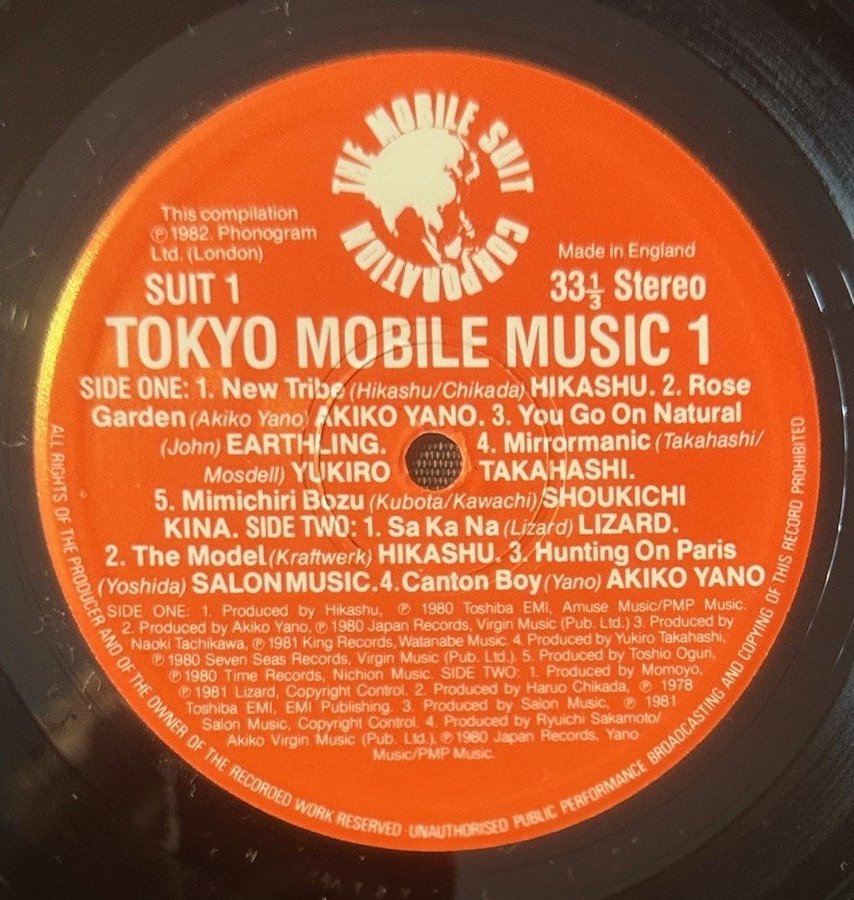 THE MOBILE SUIT CORPORATION
This compilation
℗ 1982. Phonogram
Ltd. (London)
Made in England
SUIT 1
33⅓ Stereo
TOKYO MOBILE MUSIC 1
SIDE ONE: 1. New Tribe (Hikashu/Chikada) HIKASHU. 2. Rose
Garden (Akiko Yano) AKIKO YANO. 3. You Go On Natural
(John) EARTHLING. 4. Mirrormanic (Takahashi/
Mosdell) YUKIRO TAKAHASHI.
5. Mimichiri Bozu (Kubota/Kawachi) SHOUKICHI
KINA. SIDE TWO: 1. Sa Ka Na (Lizard) LIZARD.
2. The Model (Kraftwerk) HIKASHU. 3. Hunting On Paris
(Yoshida) SALON MUSIC. 4. Canton Boy (Yano) AKIKO YANO
SIDE ONE: 1. Produced by Hikashu, ℗ 1980 Toshiba EMI, Amuse Music/PMP Music.
2. Produced by Akiko Yano, ℗ 1980 Japan Records, Virgin Music (Pub. Ltd.) 3. Produced by
Naoki Tachikawa, ℗ 1981 King Records, Watanabe Music. 4. Produced by Yukiro Takahashi,
℗ 1980 Seven Seas Records, Virgin Music (Pub. Ltd.). 5. Produced by Toshio Oguri,
℗ 1980 Time Records, Nichion Music. SIDE TWO: 1. Produced by Momoyo,
℗ 1981 Lizard, Copyright Control. 2. Produced by Haruo Chikada, ℗ 1978
Toshiba EMI, EMI Publishing. 3. Produced by Salon Music, ℗ 1981
Salon Music, Copyright Control. 4. Produced by Ryuichi Sakamoto/
Akiko Virgin Music (Pub. Ltd.), ℗ 1980 Japan Records, Yano
Music/PMP Music.
ALL RIGHTS OF THE PRODUCER AND OF THE OWNER OF THE RECORDED WORK RESERVED UNAUTHORISED PUBLIC PERFORMANCE BROADCASTING AND COPYING OF THIS RECORD PROHIBITED